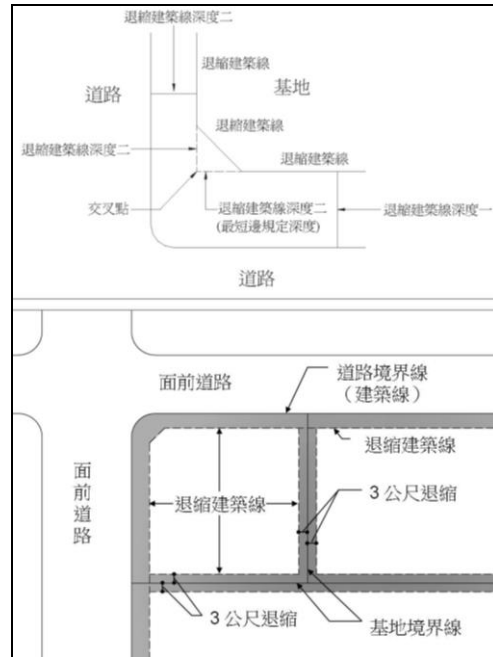 退縮建築線深度二
退縮建築線
道路
基地
退縮建築線
退縮建築線深度二
退縮建築線
交叉點
退縮建築線深度二
(最短邊規定深度)
退縮建築線深度一
道路
面前道路
道路境界線
（建築線）
退縮建築線
面前道路
退縮建築線
3 公尺退縮
3 公尺退縮
基地境界線